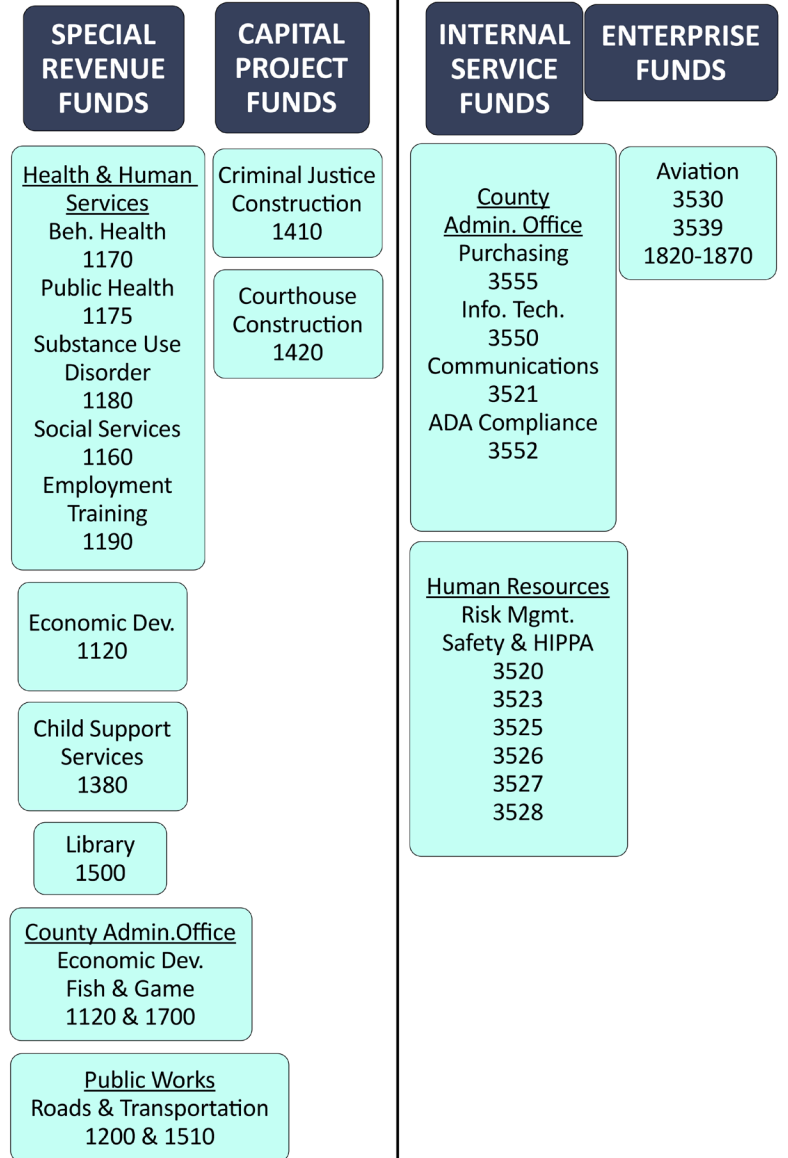 SPECIAL
REVENUE
FUNDS
Health & Human
Services
Beh. Health
1170
Public Health
1175
Substance Use
Disorder
1180
Social Services
1160
Employment
Training
1190
Economic Dev.
1120
Child Support
Services
1380
Library
1500
County Admin.Office
Economic Dev.
Fish & Game
1120 & 1700
Public Works
Roads & Transportation
1200 & 1510
CAPITAL
PROJECT
FUNDS
Criminal Justice
Construction
1410
Courthouse
Construction
1420
INTERNAL
SERVICE
FUNDS
County
Admin. Office
Purchasing
3555
Info. Tech.
3550
Communications
3521
ADA Compliance
3552
Human Resources
Risk Mgmt.
Safety & HIPPA
3520
3523
3525
3526
3527
3528
ENTERPRISE
FUNDS
Aviation
3530
3539
1820-1870